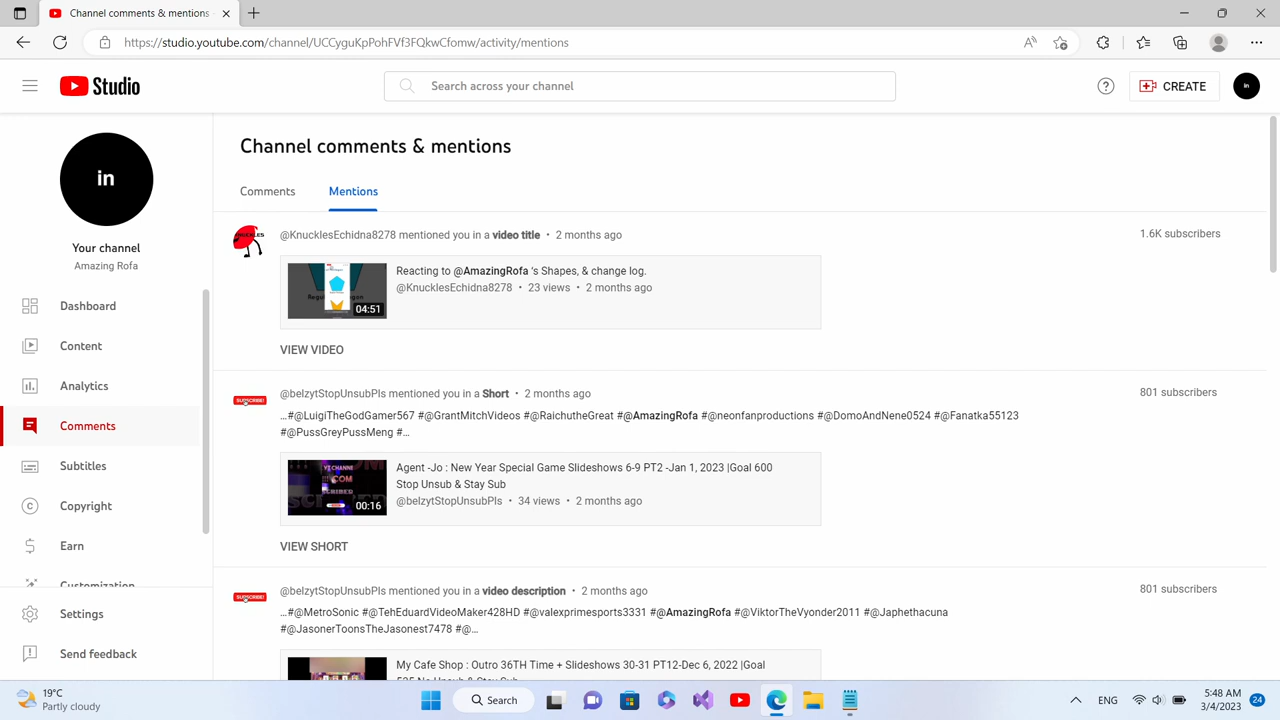 Channel comments & mentions -
https://studio.youtube.com/channel/UCCyguKpPohFVf3FQkwCfomw/activity/mentions
Studio
Search across your channel
CREATE
in
in
Your channel
Amazing Rofa
Dashboard
Content
Analytics
Comments
Subtitles
Copyright
Earn
Customization
Settings
Send feedback
Channel comments & mentions
Comments
Mentions
@KnucklesEchidna8278 mentioned you in a video title • 2 months ago
1.6K subscribers
Reacting to @AmazingRofa 's Shapes, & change log.
@KnucklesEchidna8278 • 23 views • 2 months ago
04:51
VIEW VIDEO
SUBSCRIBE!
@belzytStopUnsubPls mentioned you in a Short • 2 months ago
801 subscribers
…#@LuigiTheGodGamer567 #@GrantMitchVideos #@RaichutheGreat #@AmazingRofa #@neonfanproductions #@DomoAndNene0524 #@Fanatka55123
#@PussGreyPussMeng #…
Agent -Jo : New Year Special Game Slideshows 6-9 PT2 -Jan 1, 2023 |Goal 600
Stop Unsub & Stay Sub
@belzytStopUnsubPls • 34 views • 2 months ago
00:16
VIEW SHORT
SUBSCRIBE!
@belzytStopUnsubPls mentioned you in a video description • 2 months ago
801 subscribers
…#@MetroSonic #@TehEduardVideoMaker428HD #@valexprimesports3331 #@AmazingRofa #@ViktorTheVyonder2011 #@Japhethacuna
#@JasonerToonsTheJasonest7478 #@…
My Cafe Shop : Outro 36TH Time + Slideshows 30-31 PT12-Dec 6, 2022 |Goal
19°C
Partly cloudy
Search
ENG
5:48 AM
3/4/2023
24